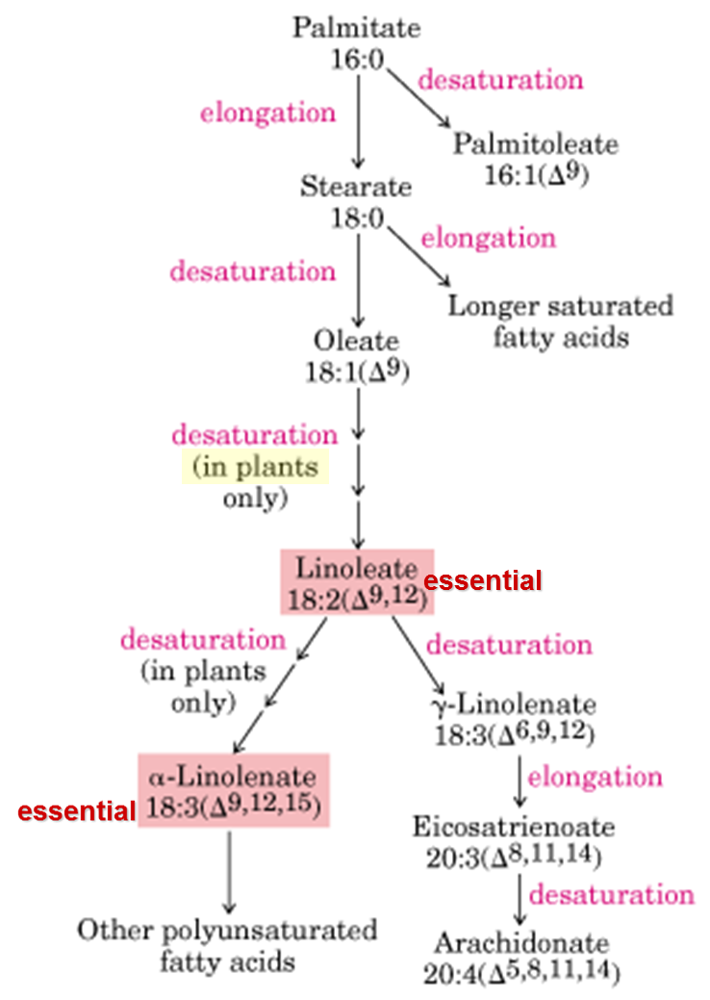 Palmitate
16:0
desaturation
elongation
Palmitoleate
16:1(Δ9)
Stearate
18:0
elongation
desaturation
Longer saturated
fatty acids
Oleate
18:1(Δ9)
desaturation
(in plants
only)
Linoleate
18:2(Δ9,12)
essential
desaturation
(in plants
only)
desaturation
γ-Linolenate
18:3(Δ6,9,12)
α-Linolenate
18:3(Δ9,12,15)
essential
elongation
Eicosatrienoate
20:3(Δ8,11,14)
desaturation
Other polyunsaturated
fatty acids
Arachidonate
20:4(Δ5,8,11,14)